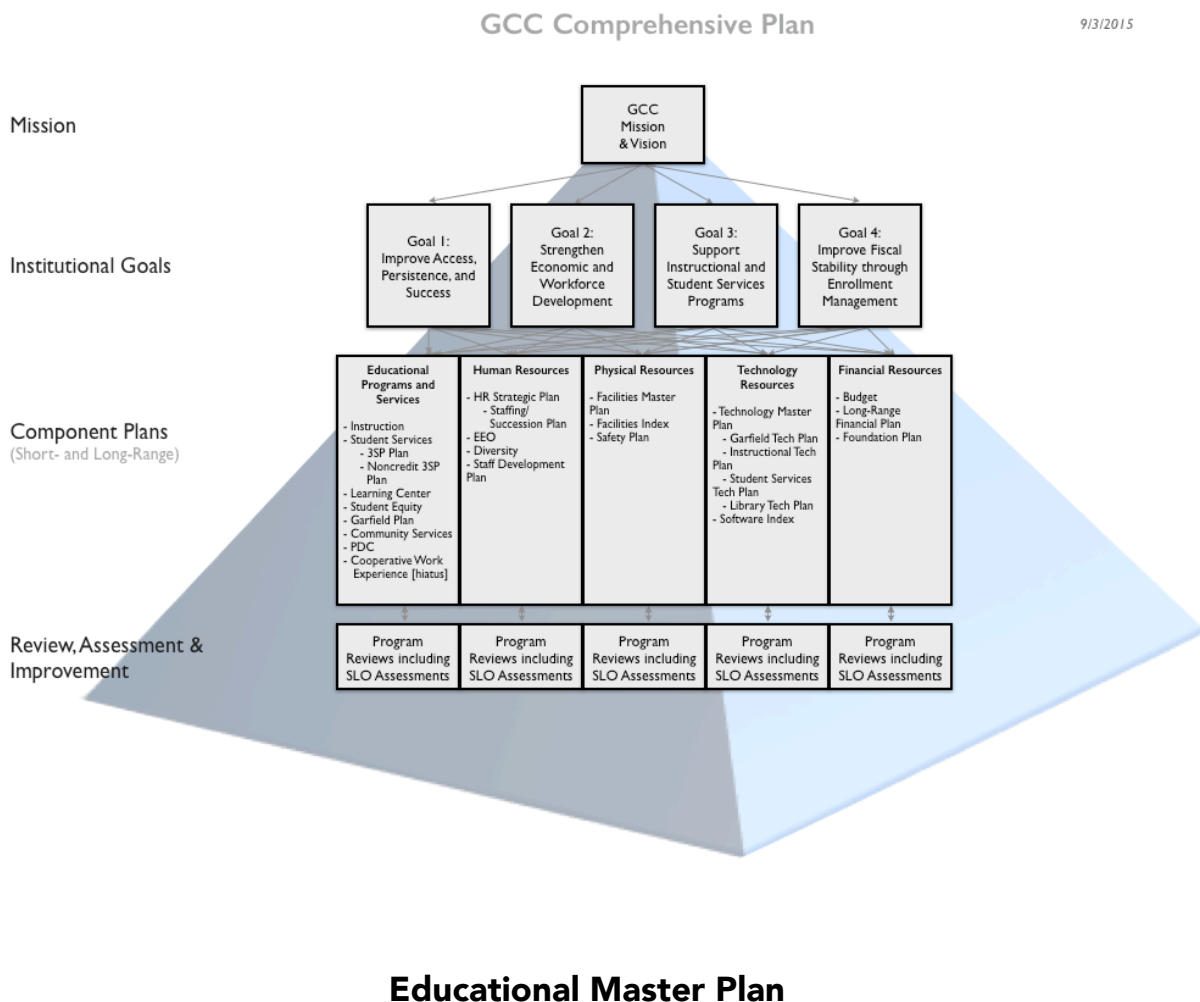 GCC Comprehensive Plan
9/3/2015
Mission
GCC
Mission
& Vision
Institutional Goals
Goal 1:
Improve Access,
Persistence, and
Success
Goal 2:
Strengthen
Economic and
Workforce
Development
Goal 3:
Support
Instructional and
Student Services
Programs
Goal 4:
Improve Fiscal
Stability through
Enrollment
Management
Component Plans
(Short- and Long-Range)
Educational
Programs and
Services
- Instruction
- Student Services
- 3SP Plan
- Noncredit 3SP
Plan
- Learning Center
- Student Equity
- Garfield Plan
- Community Services
- PDC
- Cooperative Work
Experience [hiatus]
Human Resources
- HR Strategic Plan
- Staffing/
Succession Plan
- EEO
- Diversity
- Staff Development
Plan
Physical Resources
- Facilities Master
Plan
- Facilities Index
- Safety Plan
Technology
Resources
- Technology Master
Plan
- Garfield Tech Plan
- Instructional Tech
Plan
- Student Services
Tech Plan
- Library Tech Plan
- Software Index
Financial Resources
- Budget
- Long-Range
Financial Plan
- Foundation Plan
Review, Assessment &
Improvement
Program
Reviews including
SLO Assessments
Program
Reviews including
SLO Assessments
Program
Reviews including
SLO Assessments
Program
Reviews including
SLO Assessments
Program
Reviews including
SLO Assessments
Educational Master Plan